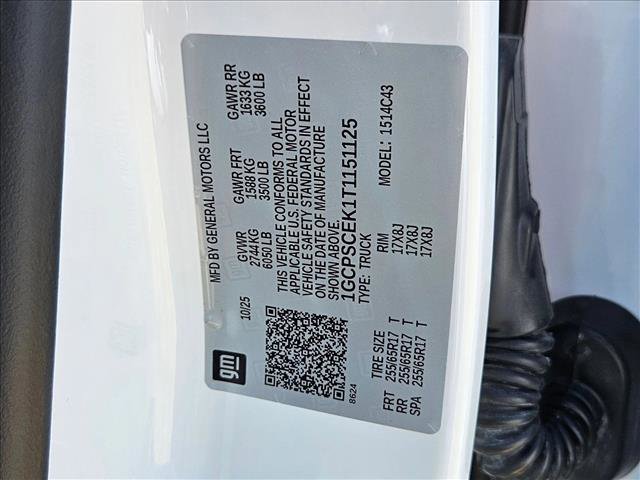 gm
MFD BY GENERAL MOTORS LLC
10/25 GVWR GAWR FRT GAWR RR
2744 KG 1588 KG 1633 KG
6050 LB 3500 LB 3600 LB
THIS VEHICLE CONFORMS TO ALL
APPLICABLE U.S. FEDERAL MOTOR
VEHICLE SAFETY STANDARDS IN EFFECT
ON THE DATE OF MANUFACTURE
1GCPSCEK1T1151125
TYPE: TRUCK MODEL: 1514C43
8624
TIRE SIZE RIM
FRT 255/65R17 T 17X8J
RR 255/65R17 T 17X8J
SPA 255/65R17 T 17X8J